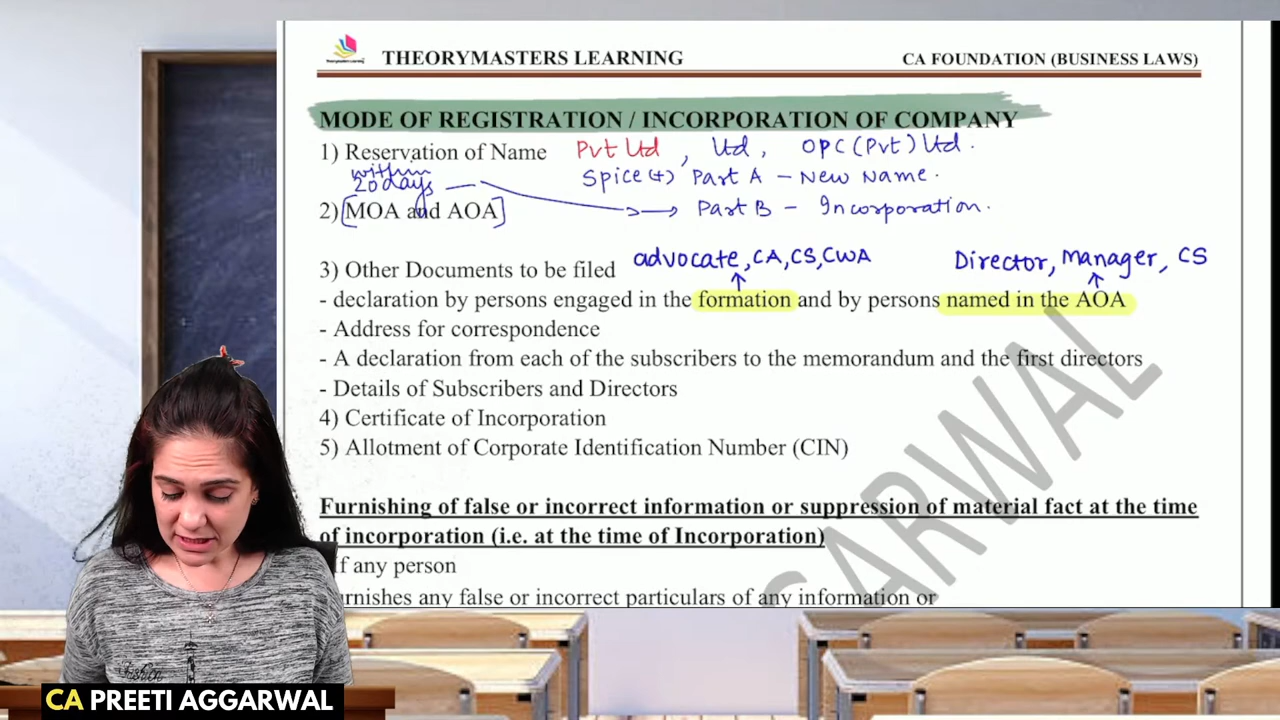 THEORYMASTERS LEARNING
CA FOUNDATION (BUSINESS LAWS)
MODE OF REGISTRATION / INCORPORATION OF COMPANY
1) Reservation of Name Pvt Ltd, Ltd, OPC (Pvt) Ltd.
within
20 days
Spice (+) Part A - New Name.
2) [MOA and AOA] Part B - Incorporation.
advocate, CA, CS, CWA Director, Manager, CS
3) Other Documents to be filed
- declaration by persons engaged in the formation and by persons named in the AOA
- Address for correspondence
- A declaration from each of the subscribers to the memorandum and the first directors
- Details of Subscribers and Directors
4) Certificate of Incorporation
5) Allotment of Corporate Identification Number (CIN)
Furnishing of false or incorrect information or suppression of material fact at the time
of incorporation (i.e. at the time of Incorporation)
If any person
urnishes any false or incorrect particulars of any information or
GARWAL
CA PREETI AGGARWAL